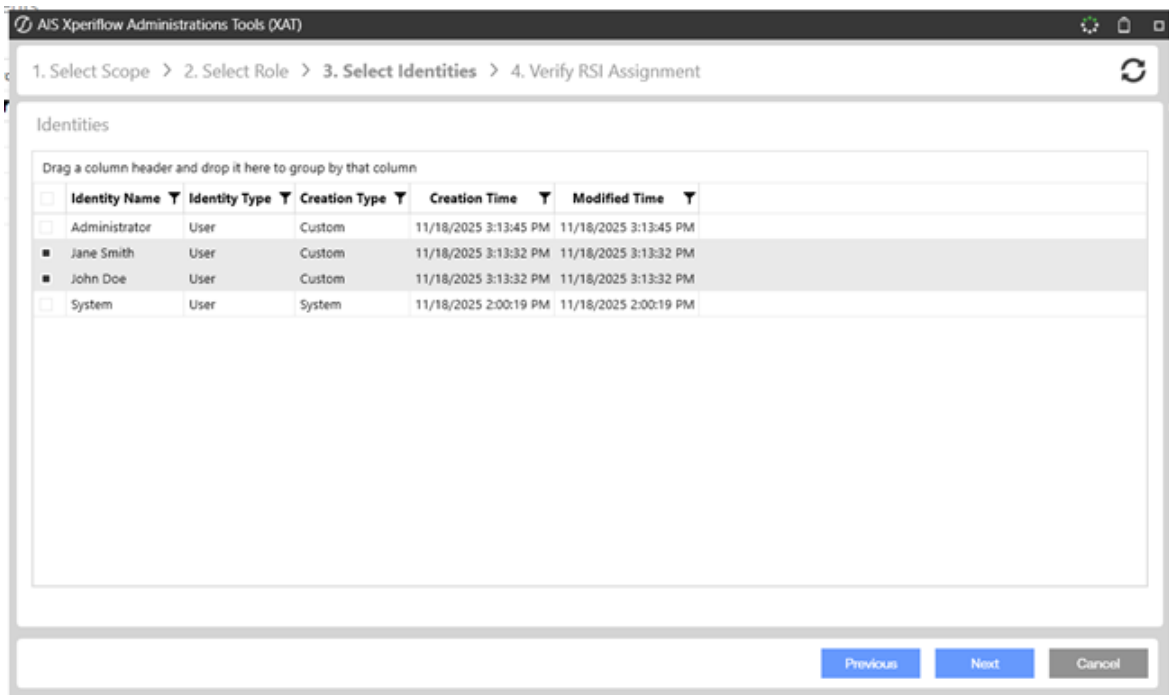 AIS Xperiflow Administrations Tools (XAT)
1. Select Scope > 2. Select Role > 3. Select Identities > 4. Verify RSI Assignment
Identities
Drag a column header and drop it here to group by that column
Identity Name Identity Type Creation Type Creation Time Modified Time
Administrator User Custom 11/18/2025 3:13:45 PM 11/18/2025 3:13:45 PM
Jane Smith User Custom 11/18/2025 3:13:32 PM 11/18/2025 3:13:32 PM
John Doe User Custom 11/18/2025 3:13:32 PM 11/18/2025 3:13:32 PM
System User System 11/18/2025 2:00:19 PM 11/18/2025 2:00:19 PM
Previous Next Cancel